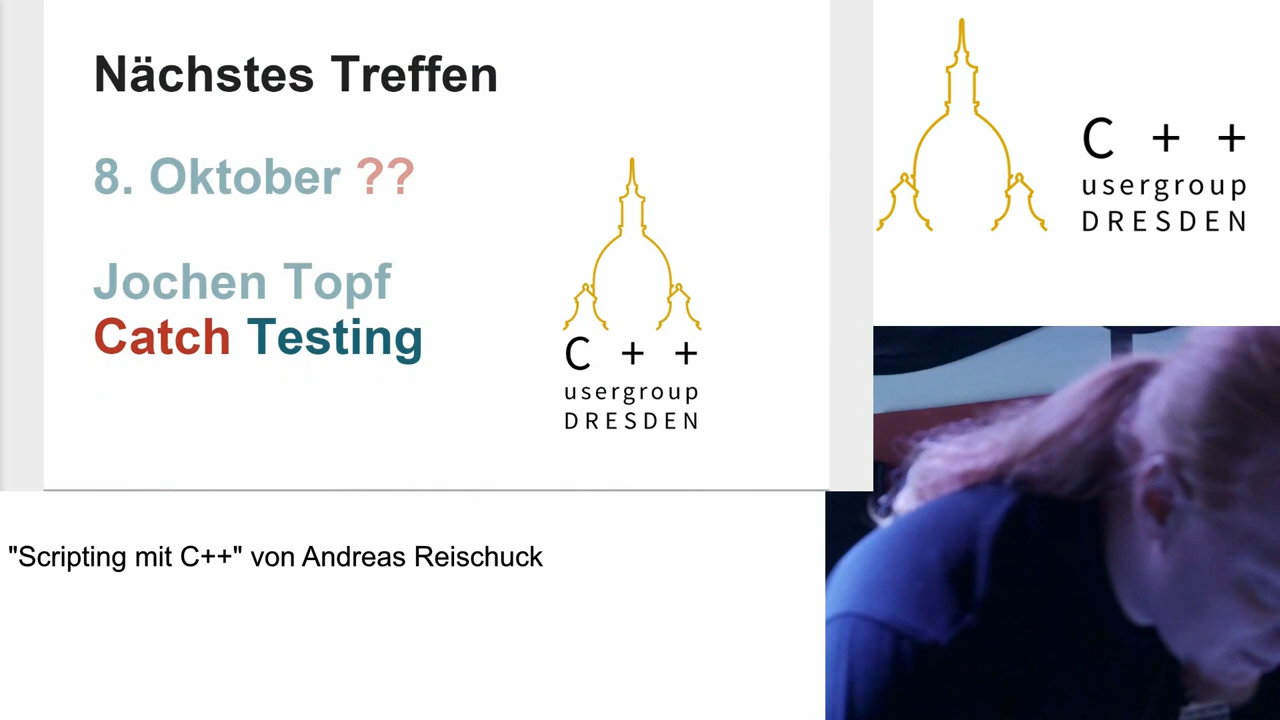 Nächstes Treffen
8. Oktober ??
Jochen Topf
Catch Testing
C++
usergroup
DRESDEN
C++
usergroup
DRESDEN
"Scripting mit C++" von Andreas Reischuck